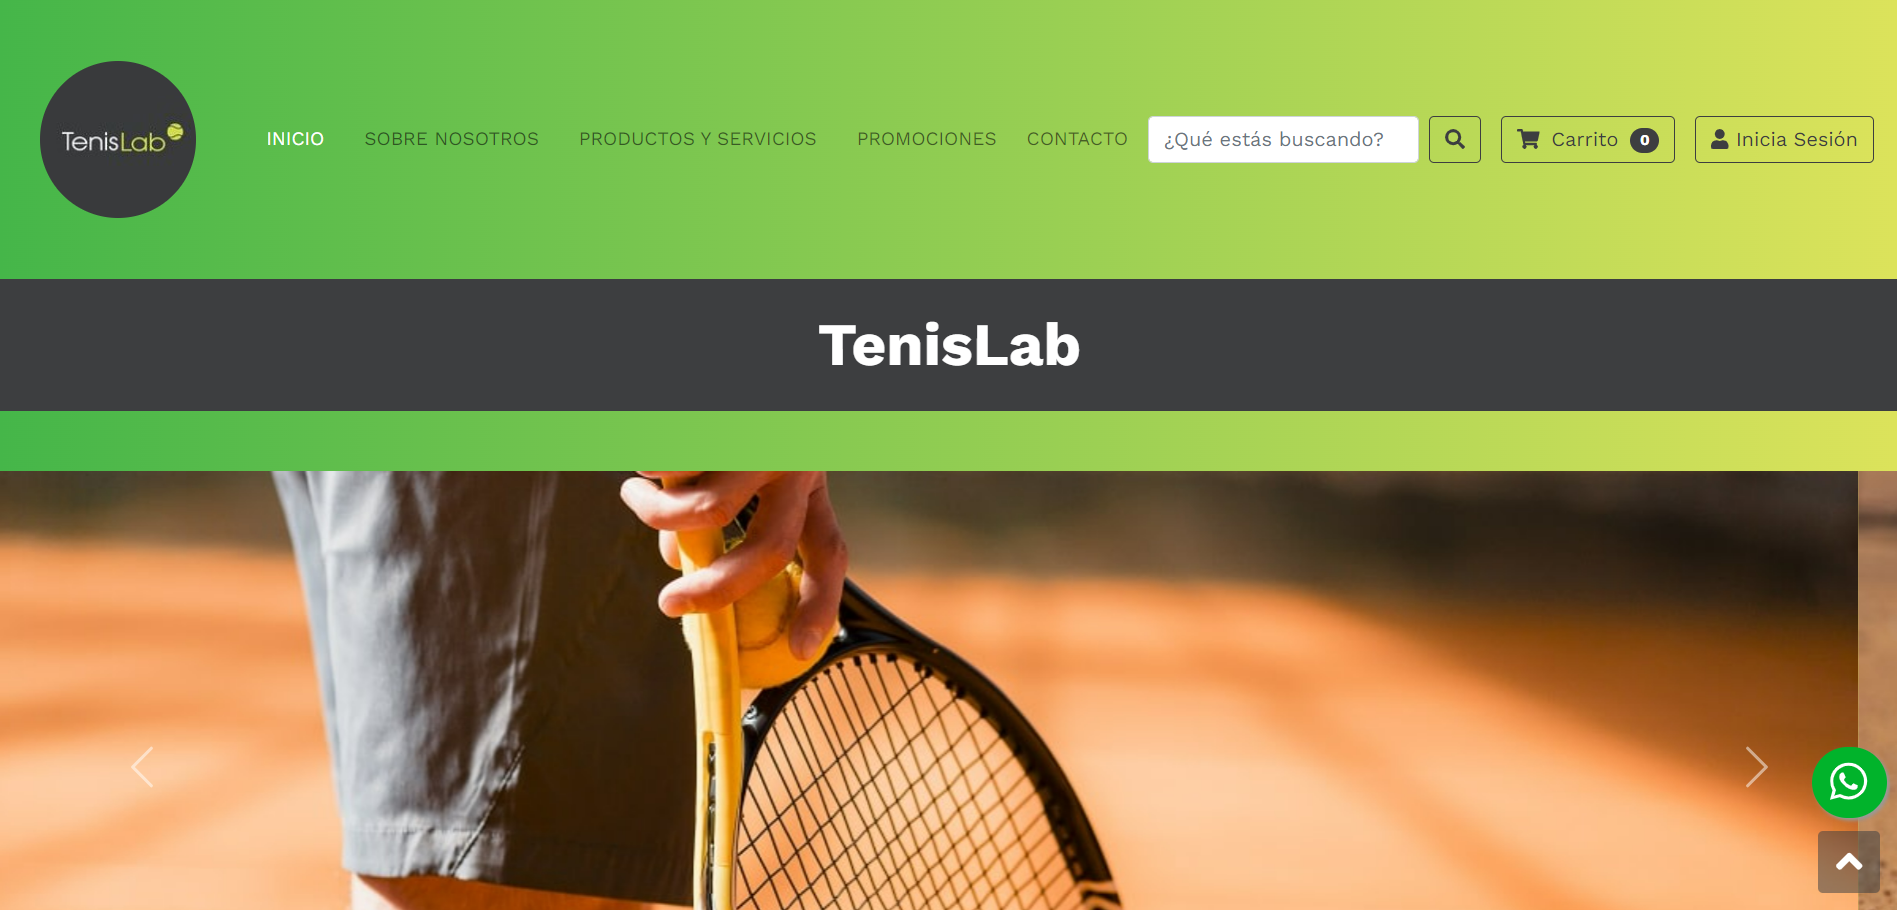 TenisLab
INICIO
SOBRE NOSOTROS
PRODUCTOS Y SERVICIOS
PROMOCIONES
CONTACTO
¿Qué estás buscando?
Carrito 0
Inicia Sesión
TenisLab